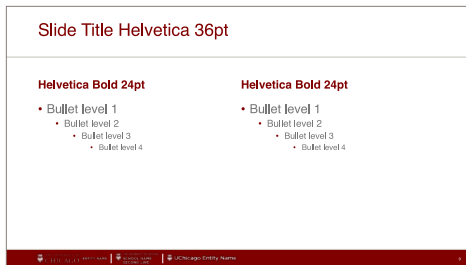 Slide Title Helvetica 36pt
Helvetica Bold 24pt
• Bullet level 1
• Bullet level 2
• Bullet level 3
• Bullet level 4
Helvetica Bold 24pt
• Bullet level 1
• Bullet level 2
• Bullet level 3
• Bullet level 4
UChicago Entity Name